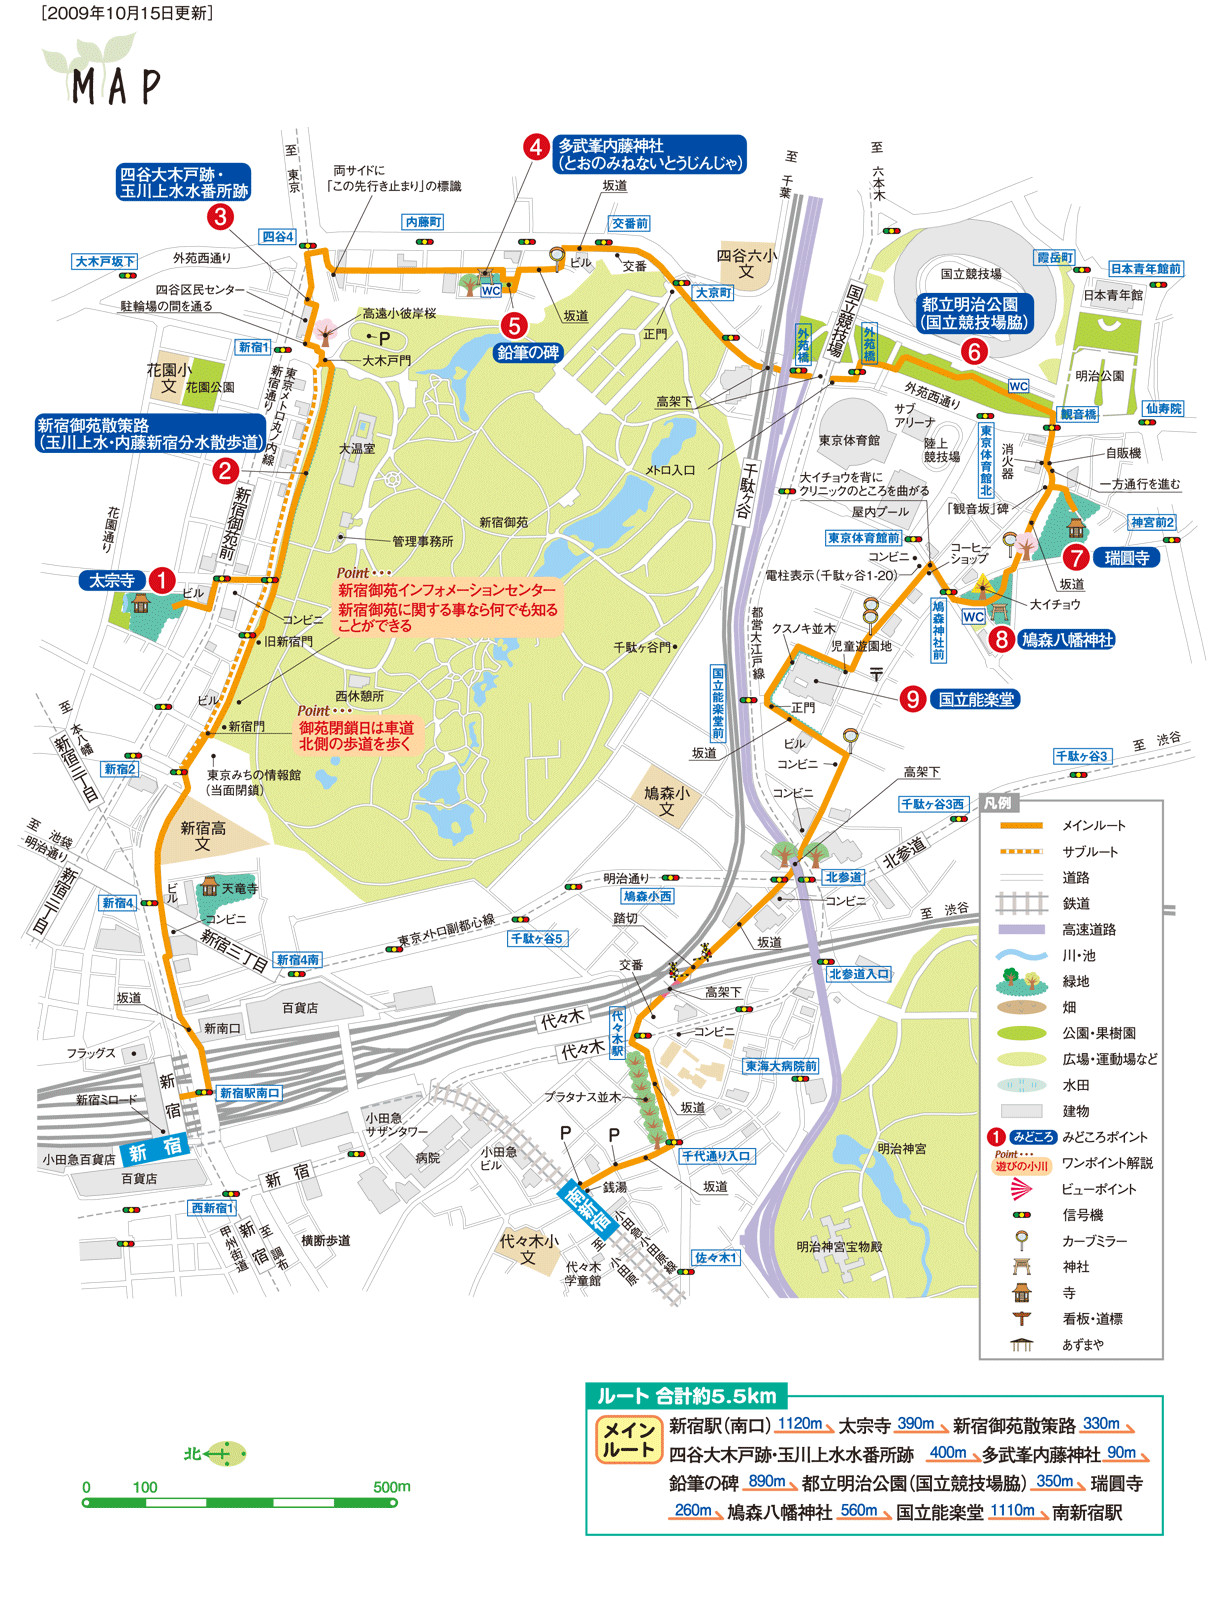 ［2009年10月15日更新］
MAP
至 東京
両サイドに
「この先行き止まり」の標識
4
多武峯内藤神社
（とおのみねないとうじんじゃ）
坂道
至 千葉
至 六本木
四谷大木戸跡・
玉川上水水番所跡
3
四谷4
内藤町
交番前
大木戸坂下
外苑西通り
ビル
交番
四谷六小
文
国立競技場
霞岳町
日本青年館前
日本青年館
四谷区民センター
駐輪場の間を通る
WC
5
鉛筆の碑
坂道
正門
大京町
国立競技場
外苑橋
外苑橋
都立明治公園
（国立競技場脇）
6
高遠小彼岸桜
P
大木戸門
新宿1
花園小
文
花園公園
東京メトロ丸ノ内線
新宿通り
高架下
外苑西通り
WC
明治公園
仙寿院
観音橋
新宿御苑散策路
（玉川上水・内藤新宿分水散歩道）
2
大温室
メトロ入口
千駄ヶ谷
東京体育館
サブ
アリーナ
陸上
競技場
東京体育館北
消火器
自販機
一方通行を進む
大イチョウを背に
クリニックのところを曲がる
屋内プール
「観音坂」碑
新宿御苑前
花園通り
新宿御苑
管理事務所
東京体育館前
コンビニ
コーヒー
ショップ
神宮前2
7
瑞圓寺
太宗寺
1
ビル
コンビニ
Point
新宿御苑インフォメーションセンター
新宿御苑に関する事なら何でも知る
ことができる
電柱表示（千駄ヶ谷1-20）
坂道
大イチョウ
WC
鳩森神社前
8
鳩森八幡神社
旧新宿門
千駄ヶ谷門
都営大江戸線
クスノキ並木
児童遊園地
〒
西休憩所
ビル
新宿門
Point
御苑閉鎖日は車道
北側の歩道を歩く
国立能楽堂前
正門
9
国立能楽堂
至 本八幡
新宿三丁目
新宿2
東京みちの情報館
（当面閉鎖）
坂道
ビル
コンビニ
高架下
千駄ヶ谷3
至 渋谷
至 池袋
明治通り
新宿三丁目
新宿高
文
鳩森小
文
コンビニ
千駄ヶ谷3西
北参道
新宿4
ビル
天竜寺
コンビニ
新宿三丁目
新宿4南
明治通り
鳩森小西
踏切
北参道
コンビニ
至 渋谷
東京メトロ副都心線
千駄ヶ谷5
坂道
北参道入口
坂道
新南口
百貨店
交番
高架下
代々木
代々木
代々木駅
コンビニ
フラッグス
新宿
新宿ミロード
新宿駅南口
東海大病院前
プラタナス並木
坂道
小田急
サザンタワー
病院
小田急
ビル
P
P
千代通り入口
明治神宮
小田急百貨店
新宿
百貨店
新宿
銭湯
坂道
南新宿
西新宿1
甲州街道
新宿
至 調布
横断歩道
代々木小
文
代々木
学童館
至 小田原
小田急小田原線
佐々木1
明治神宮宝物殿
凡例
メインルート
サブルート
道路
鉄道
高速道路
川・池
緑地
畑
公園・果樹園
広場・運動場など
水田
建物
1 みどころ みどころポイント
Point
遊びの小川 ワンポイント解説
ビューポイント
信号機
カーブミラー
神社
寺
看板・道標
あずまや
北
0 100 500m
ルート 合計約5.5km
メイン
ルート
新宿駅（南口） 1120m 太宗寺 390m 新宿御苑散策路 330m
四谷大木戸跡・玉川上水水番所跡 400m 多武峯内藤神社 90m
鉛筆の碑 890m 都立明治公園（国立競技場脇） 350m 瑞圓寺
260m 鳩森八幡神社 560m 国立能楽堂 1110m 南新宿駅